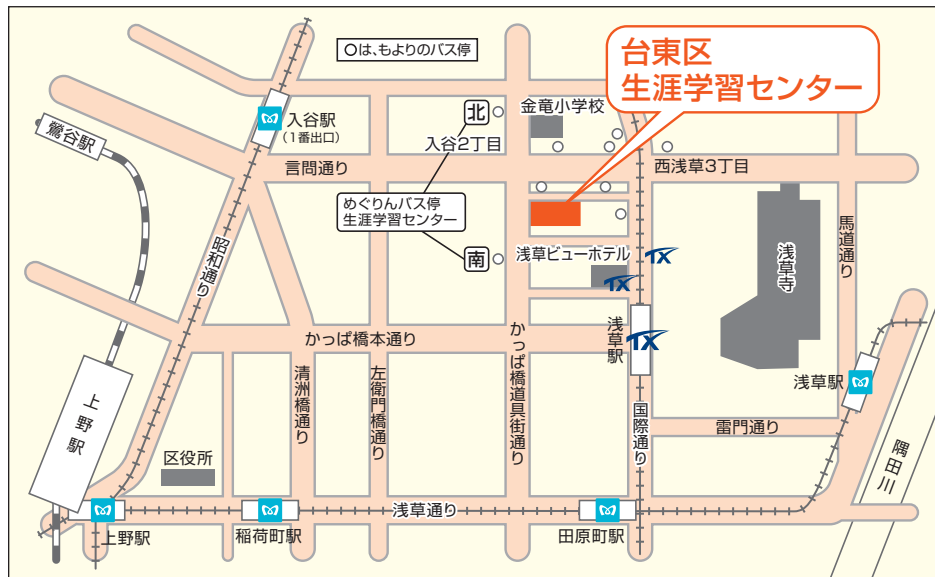 ○は、もよりのバス停
台東区
生涯学習センター
北
金竜小学校
入谷駅
(1番出口)
入谷2丁目
鶯谷駅
言問通り
西浅草3丁目
めぐりんバス停
生涯学習センター
馬道通り
昭和通り
南
浅草ビューホテル
TX
TX
浅草寺
かっぱ橋本通り
かっぱ橋道具街通り
浅草駅
TX
清洲橋通り
左衛門橋通り
国際通り
浅草駅
上野駅
雷門通り
隅田川
区役所
浅草通り
上野駅
稲荷町駅
田原町駅